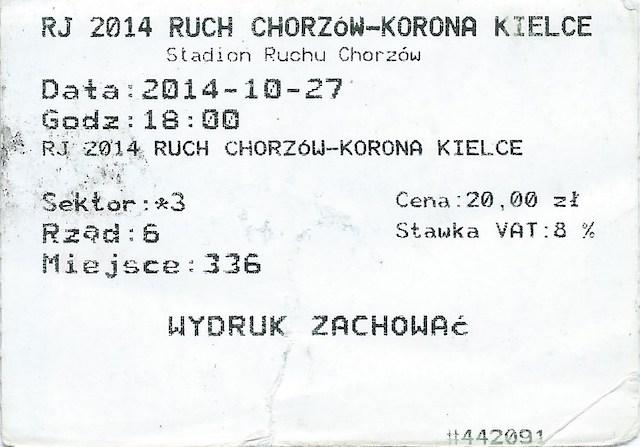 RJ 2014 RUCH CHORZóW-KORONA KIELCE
Stadion Ruchu Chorzów
Data:2014-10-27
Godz:18:00
RJ 2014 RUCH CHORZóW-KORONA KIELCE
Sektor:*3 Cena:20,00 zł
Rząd:6 Stawka VAT:8 %
Miejsce:336
WYDRUK ZACHOWAć
#442091